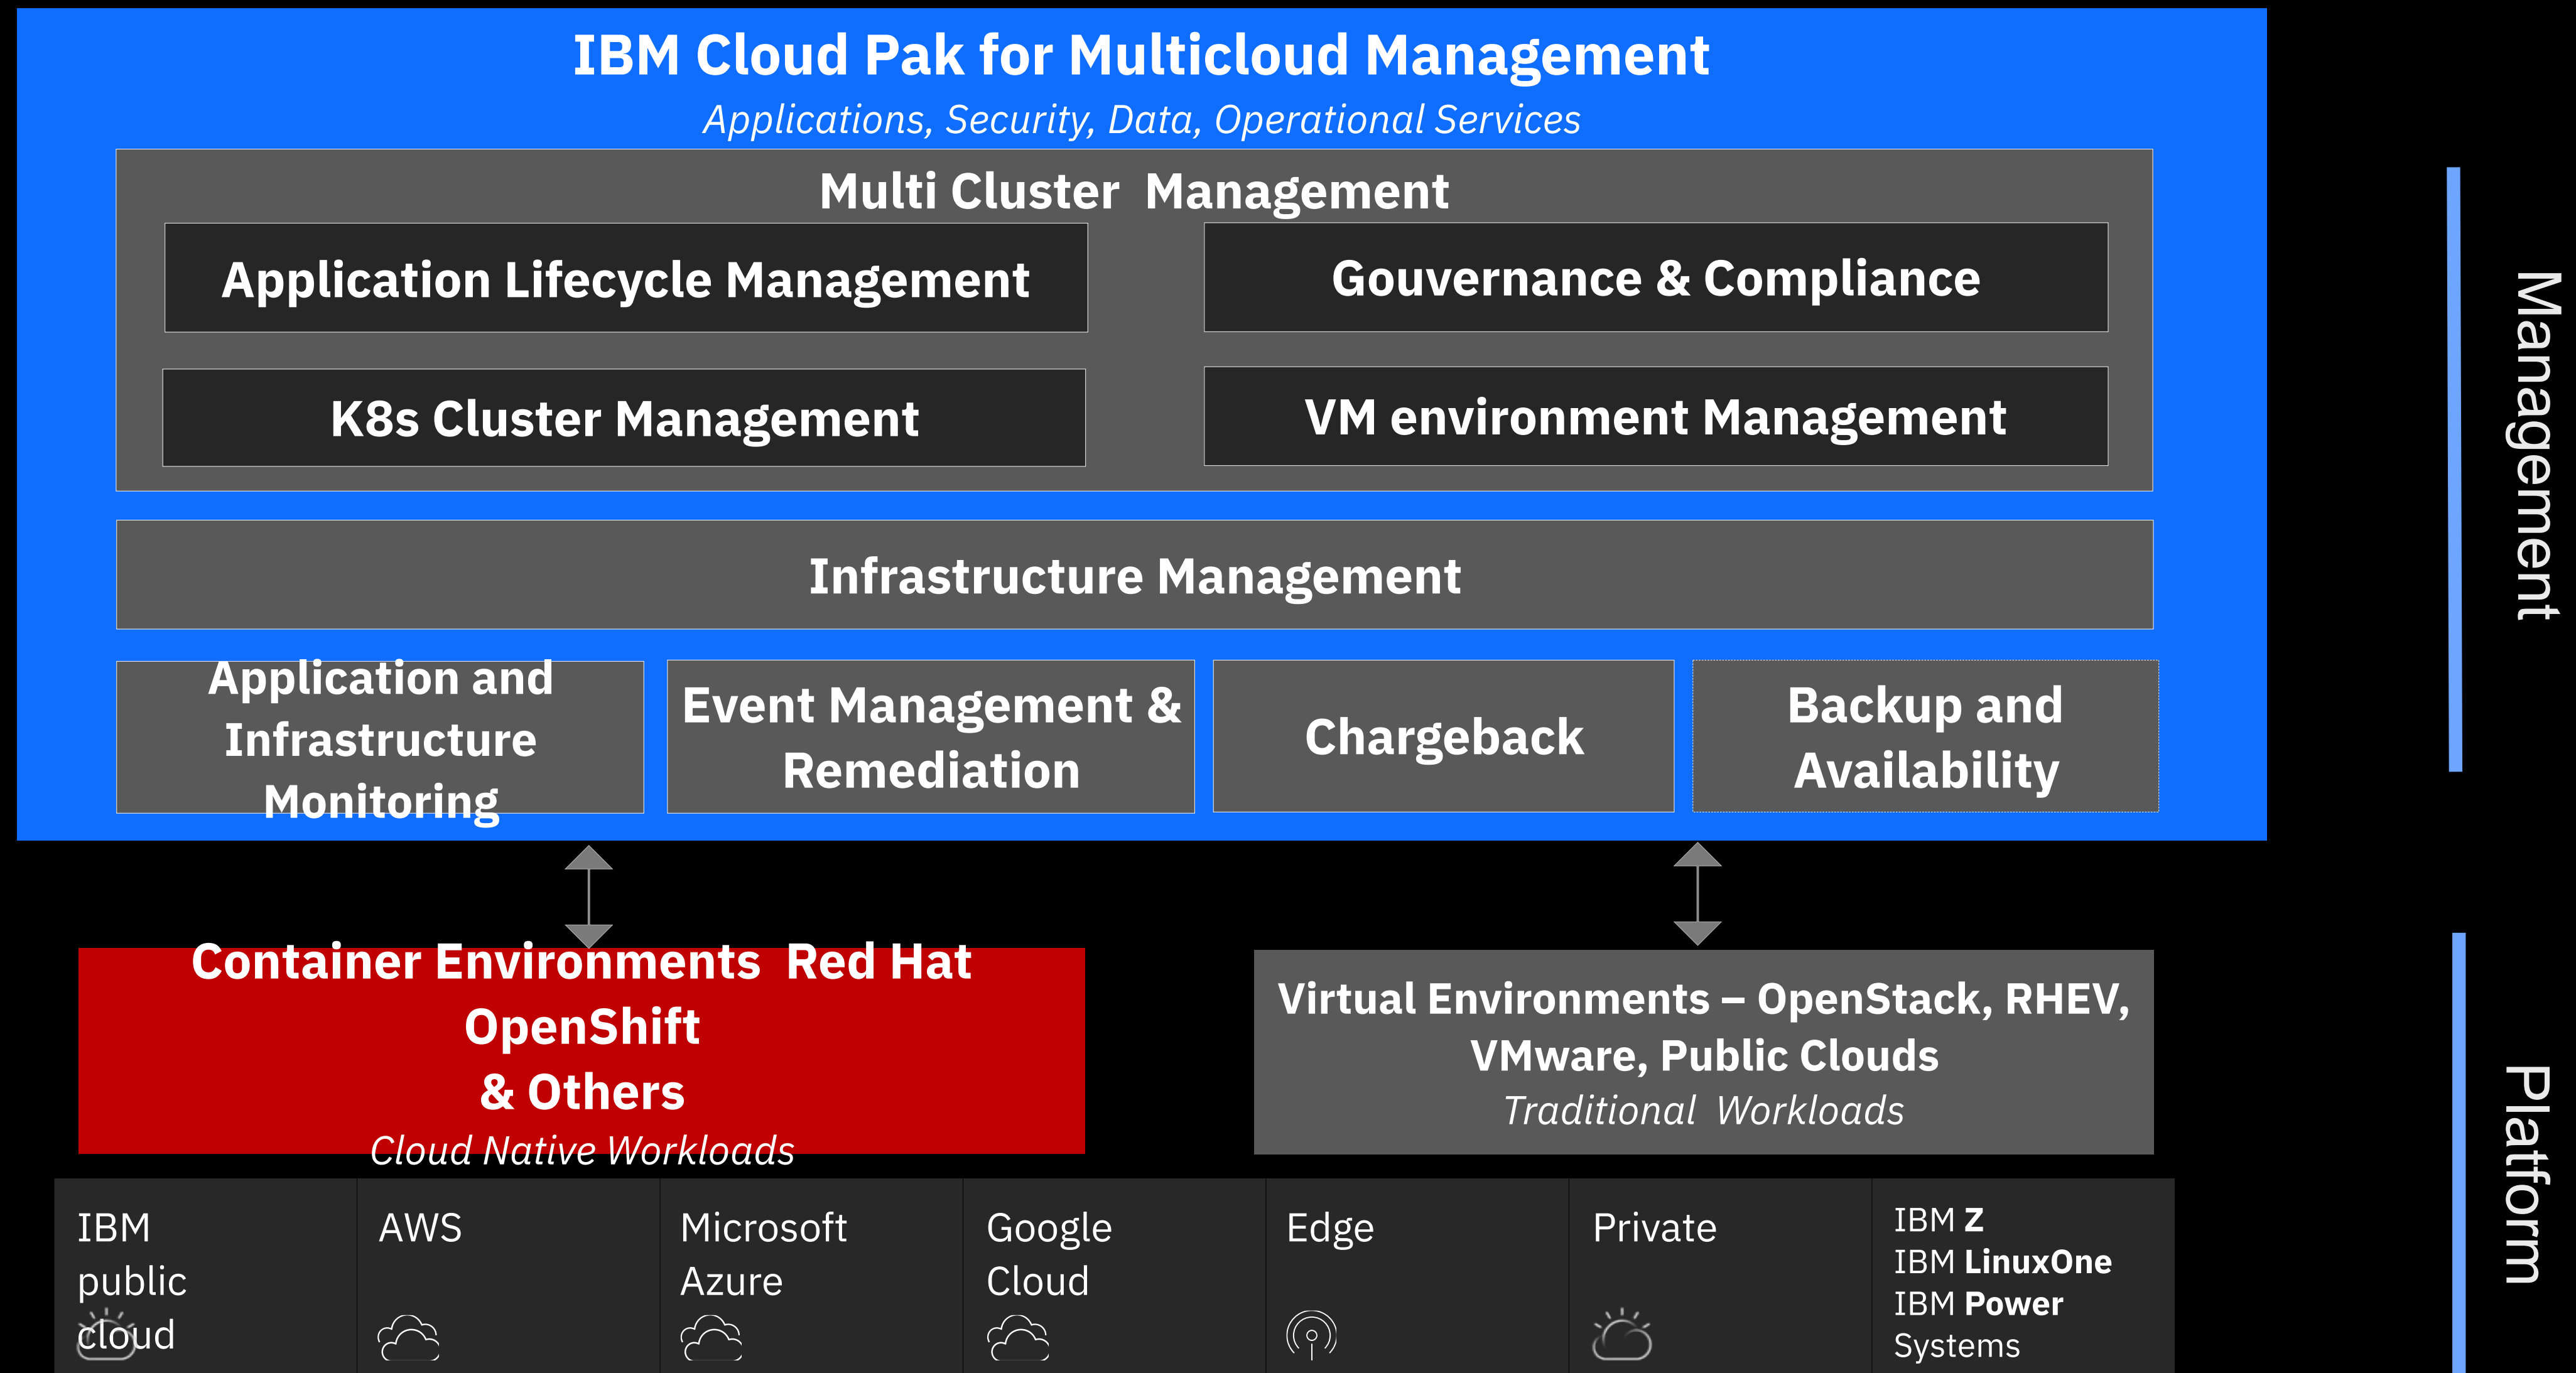 IBM Cloud Pak for Multicloud Management
Applications, Security, Data, Operational Services
Multi Cluster Management
Application Lifecycle Management
Gouvernance & Compliance
K8s Cluster Management
VM environment Management
Infrastructure Management
Application and
Infrastructure
Monitoring
Event Management &
Remediation
Chargeback
Backup and
Availability
Management
Container Environments Red Hat
OpenShift
& Others
Cloud Native Workloads
Virtual Environments – OpenStack, RHEV,
VMware, Public Clouds
Traditional Workloads
IBM
public
cloud
AWS
Microsoft
Azure
Google
Cloud
Edge
Private
IBM Z
IBM LinuxOne
IBM Power
Systems
Platform